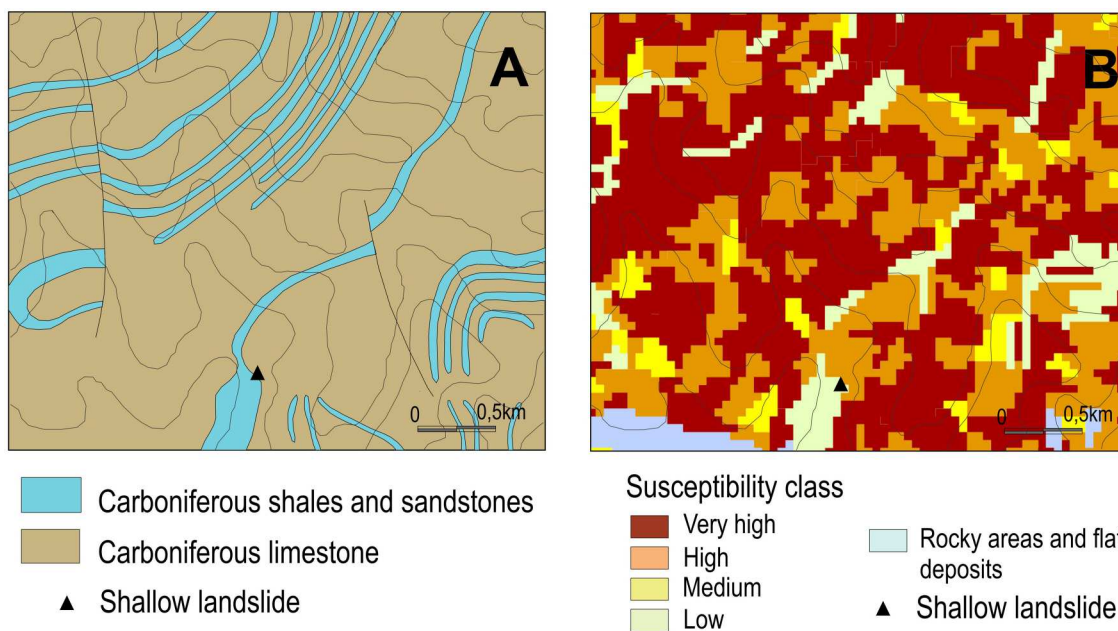 A
0 0,5km
Carboniferous shales and sandstones
Carboniferous limestone
Shallow landslide
B
0 0,5km
Susceptibility class
Very high
High
Medium
Low
Rocky areas and flat
deposits
Shallow landslide